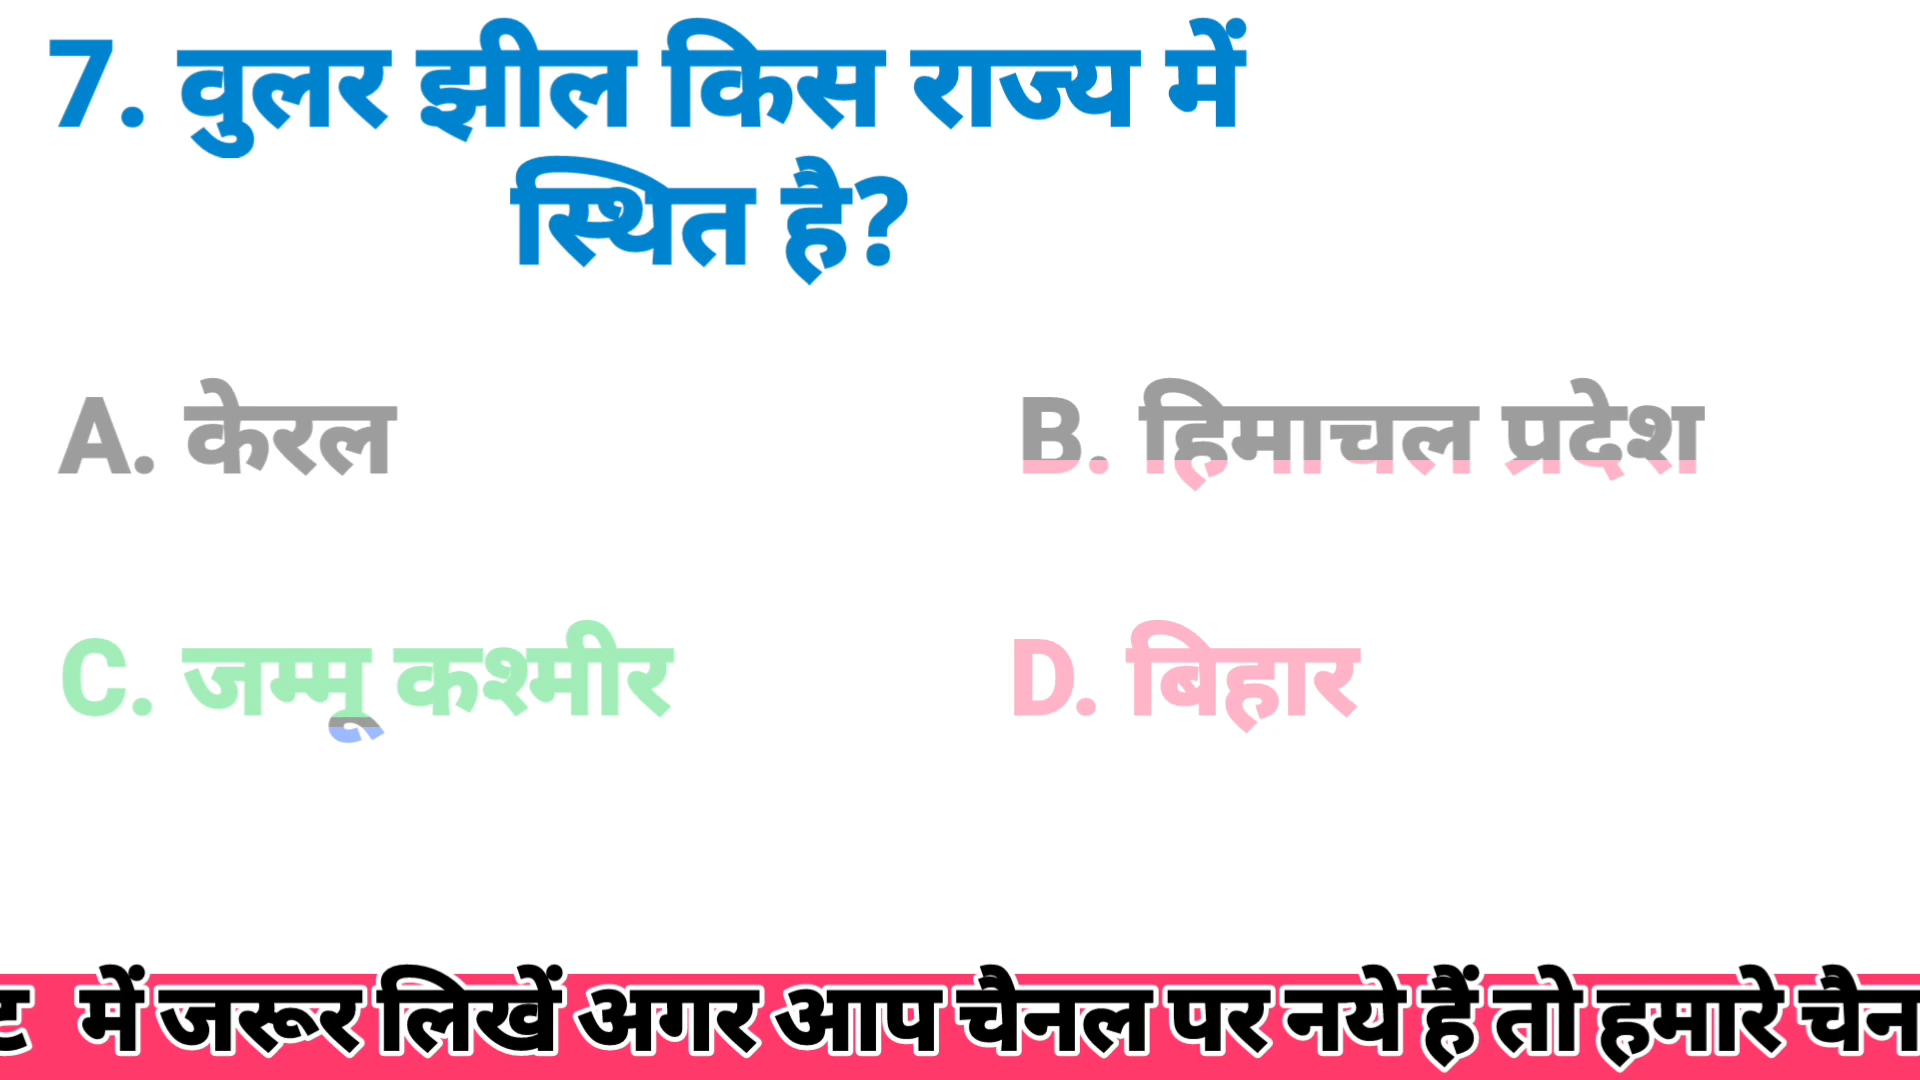 7. वुलर झील किस राज्य में
स्थित है?
A. केरल
B. हिमाचल प्रदेश
C. जम्मू कश्मीर
D. बिहार
में जरूर लिखें अगर आप चैनल पर नये हैं तो हमारे